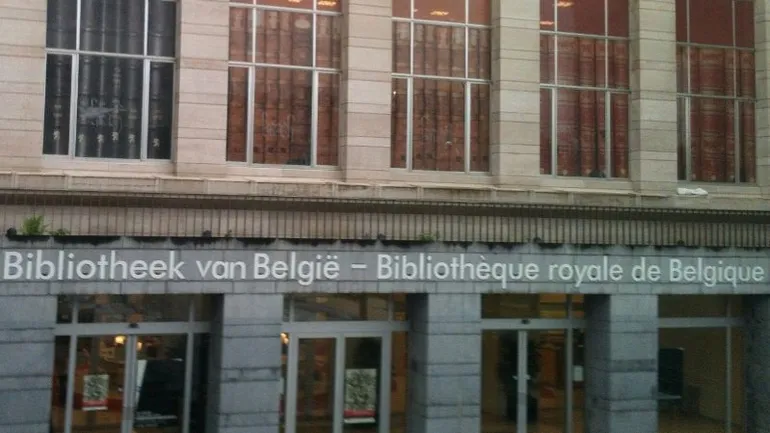 Bibliotheek van België – Bibliothèque royale de Belgique